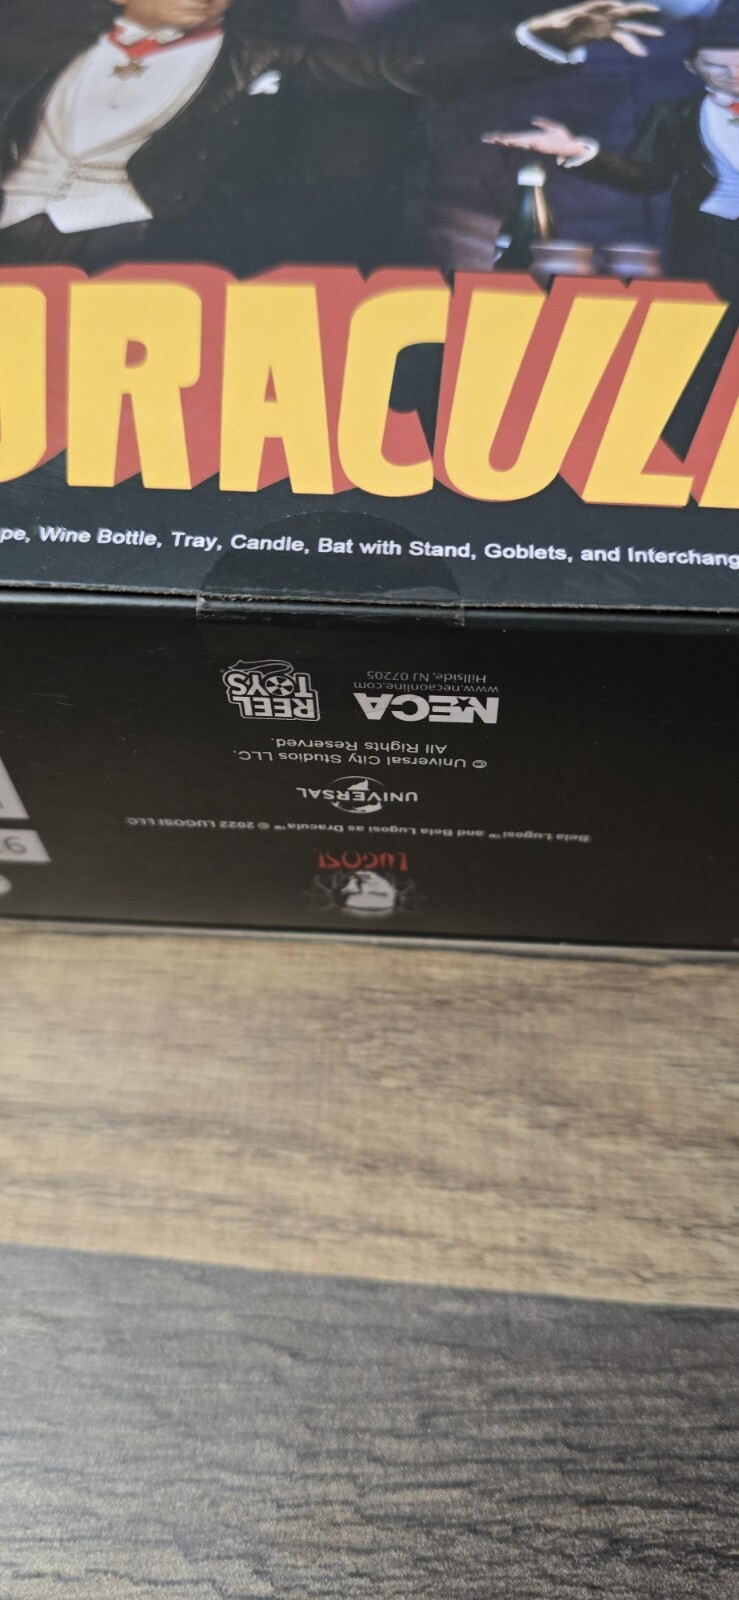 DRACUL
pe, Wine Bottle, Tray, Candle, Bat with Stand, Goblets, and Interchang
LUGOSI
Bela Lugosi™ and Bela Lugosi as Dracula™ © 2022 LUGOSI LLC
UNIVERSAL
© Universal City Studios LLC.
All Rights Reserved.
NECA
www.necaonline.com
Hillside, NJ 07205
REEL
TOYS